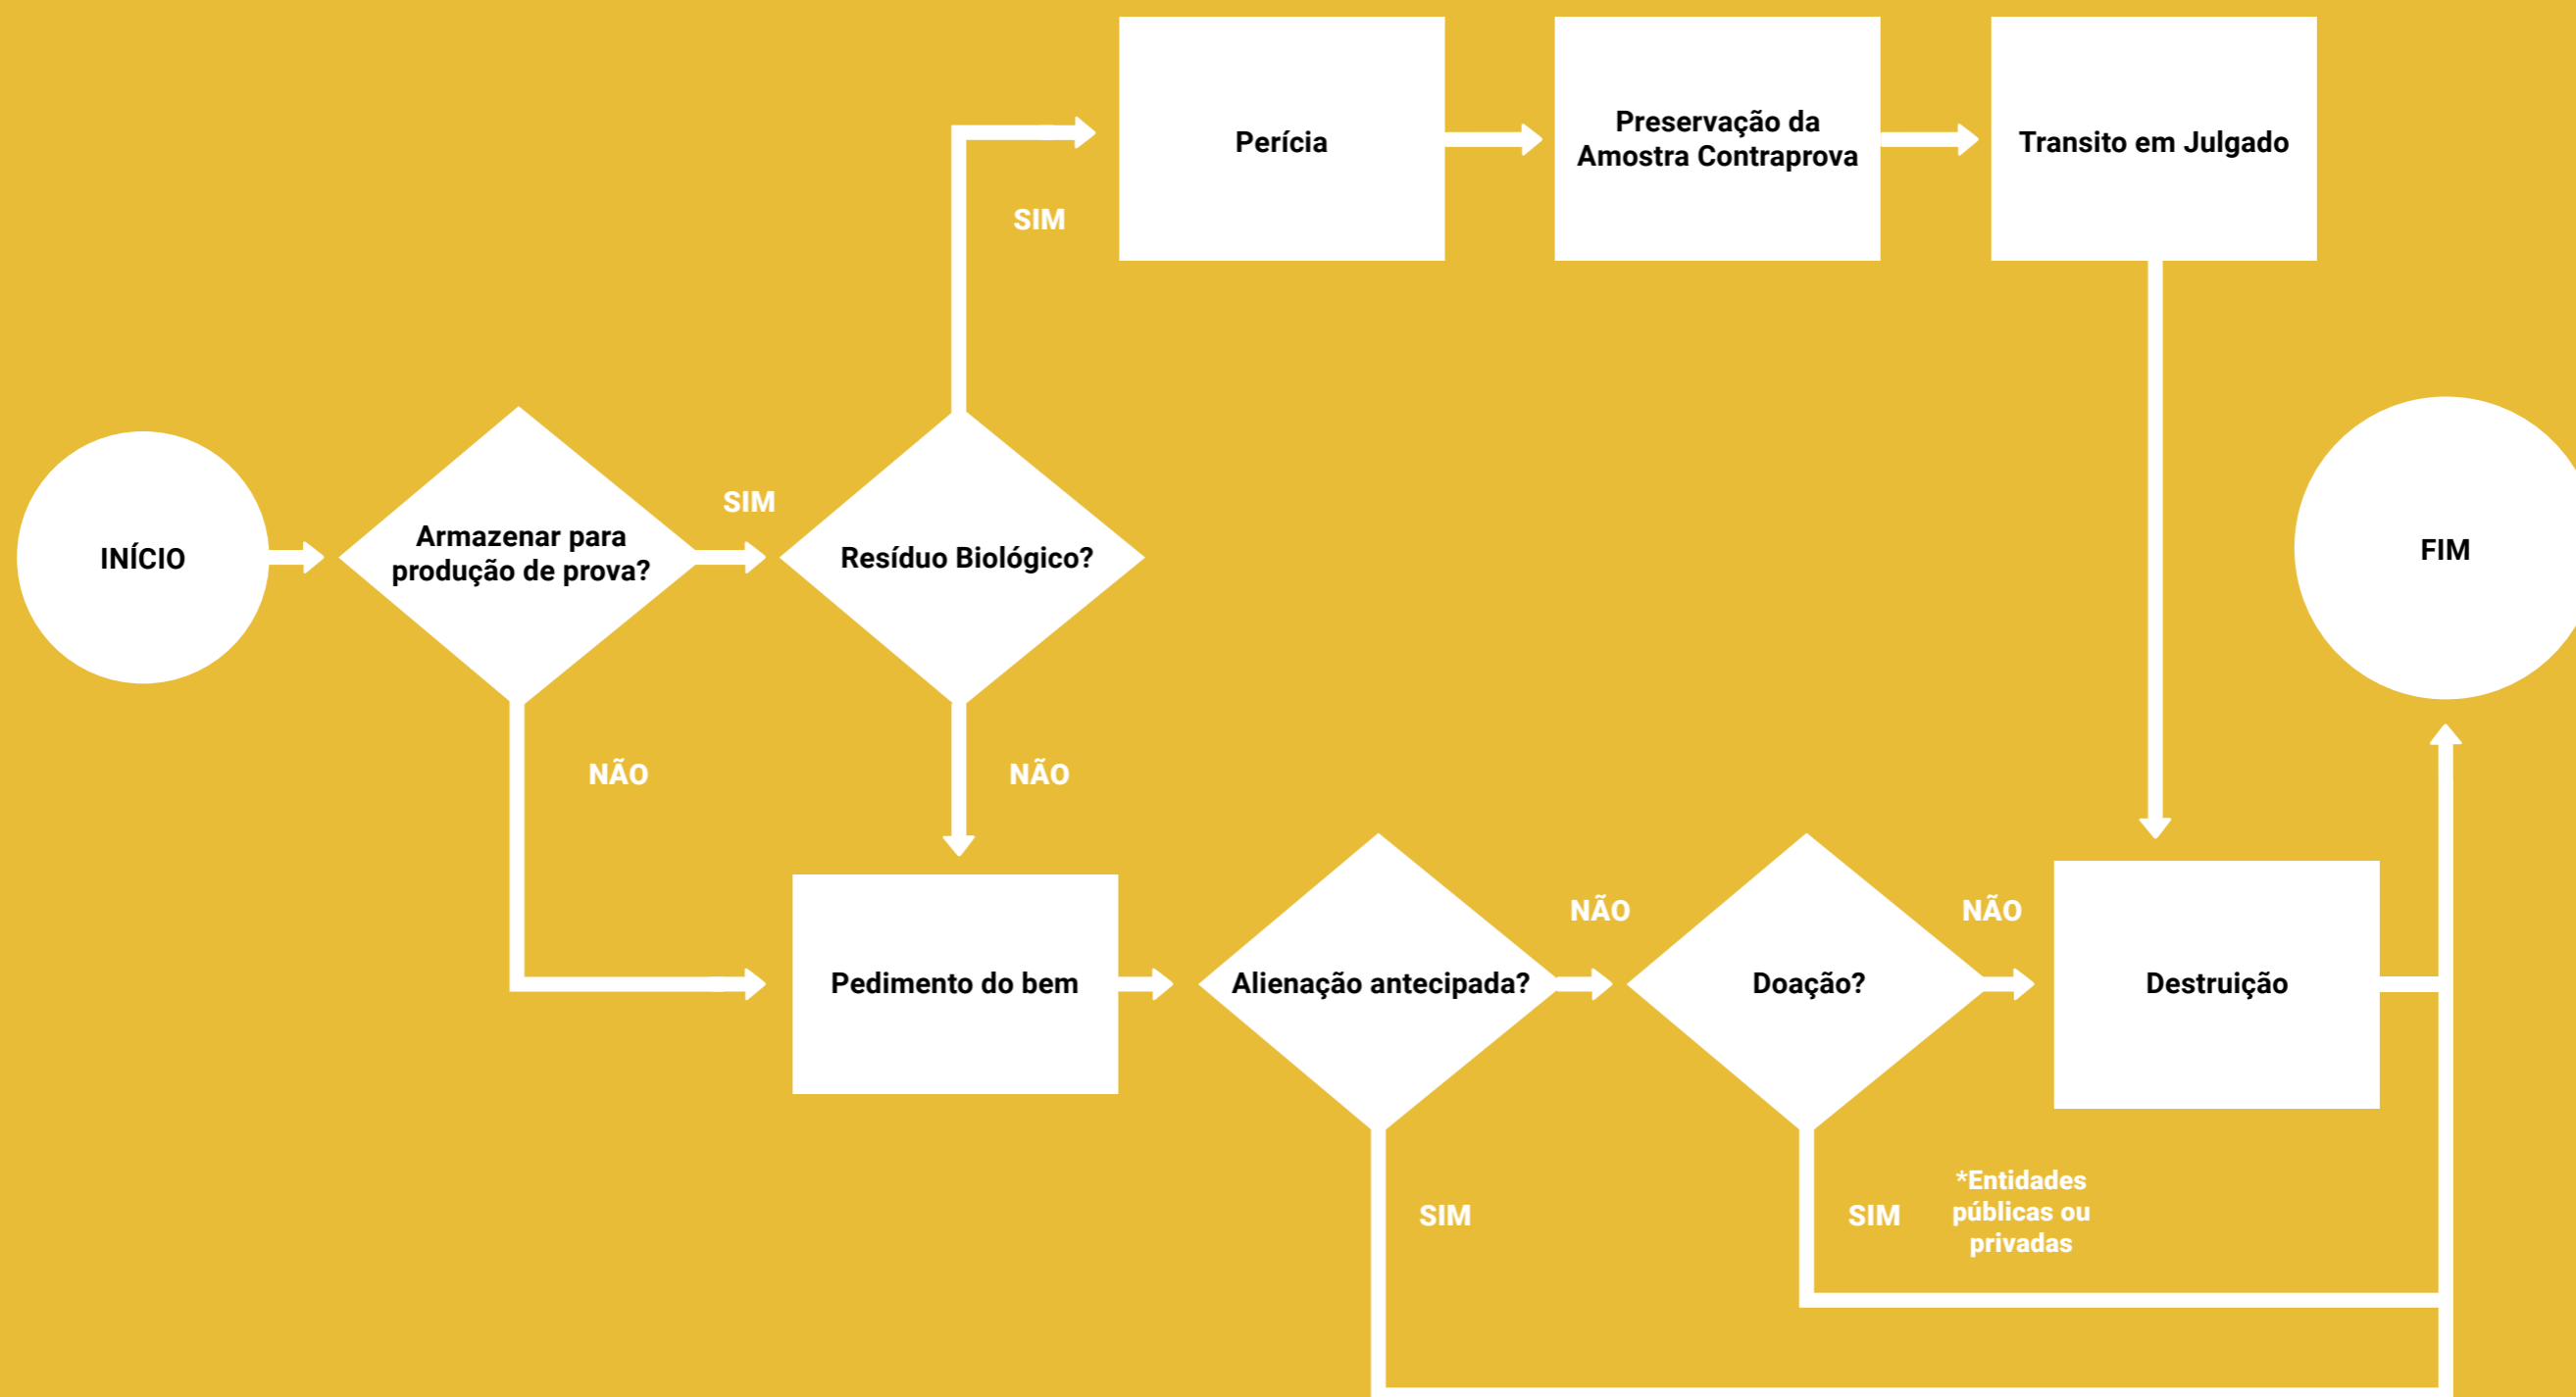 Perícia
Preservação da
Amostra Contraprova
Transito em Julgado
SIM
INÍCIO
Armazenar para
produção de prova?
SIM
Resíduo Biológico?
FIM
NÃO
NÃO
Pedimento do bem
Alienação antecipada?
NÃO
Doação?
NÃO
Destruição
SIM
SIM
*Entidades
públicas ou
privadas